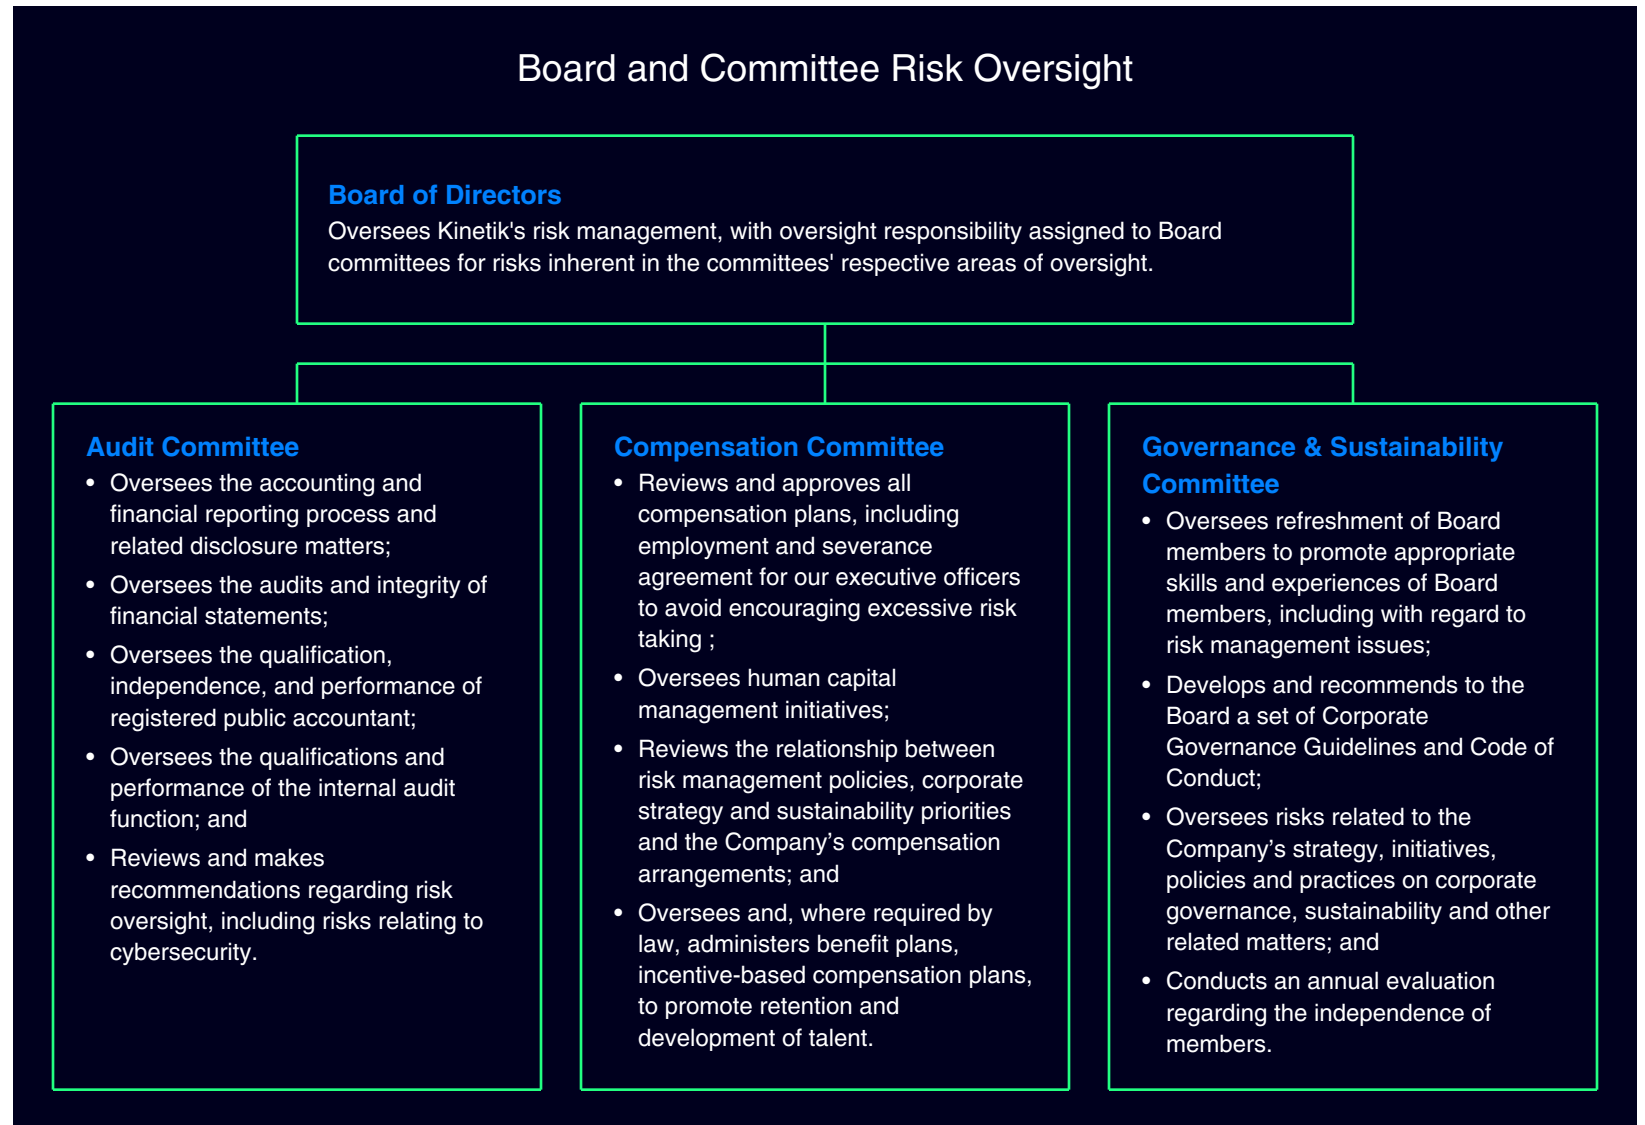 Board and Committee Risk Oversight
Board of Directors
Oversees Kinetik's risk management, with oversight responsibility assigned to Board
committees for risks inherent in the committees' respective areas of oversight.
Audit Committee
• Oversees the accounting and
financial reporting process and
related disclosure matters;
• Oversees the audits and integrity of
financial statements;
• Oversees the qualification,
independence, and performance of
registered public accountant;
• Oversees the qualifications and
performance of the internal audit
function; and
• Reviews and makes
recommendations regarding risk
oversight, including risks relating to
cybersecurity.
Compensation Committee
• Reviews and approves all
compensation plans, including
employment and severance
agreement for our executive officers
to avoid encouraging excessive risk
taking ;
• Oversees human capital
management initiatives;
• Reviews the relationship between
risk management policies, corporate
strategy and sustainability priorities
and the Company’s compensation
arrangements; and
• Oversees and, where required by
law, administers benefit plans,
incentive-based compensation plans,
to promote retention and
development of talent.
Governance & Sustainability
Committee
• Oversees refreshment of Board
members to promote appropriate
skills and experiences of Board
members, including with regard to
risk management issues;
• Develops and recommends to the
Board a set of Corporate
Governance Guidelines and Code of
Conduct;
• Oversees risks related to the
Company’s strategy, initiatives,
policies and practices on corporate
governance, sustainability and other
related matters; and
• Conducts an annual evaluation
regarding the independence of
members.